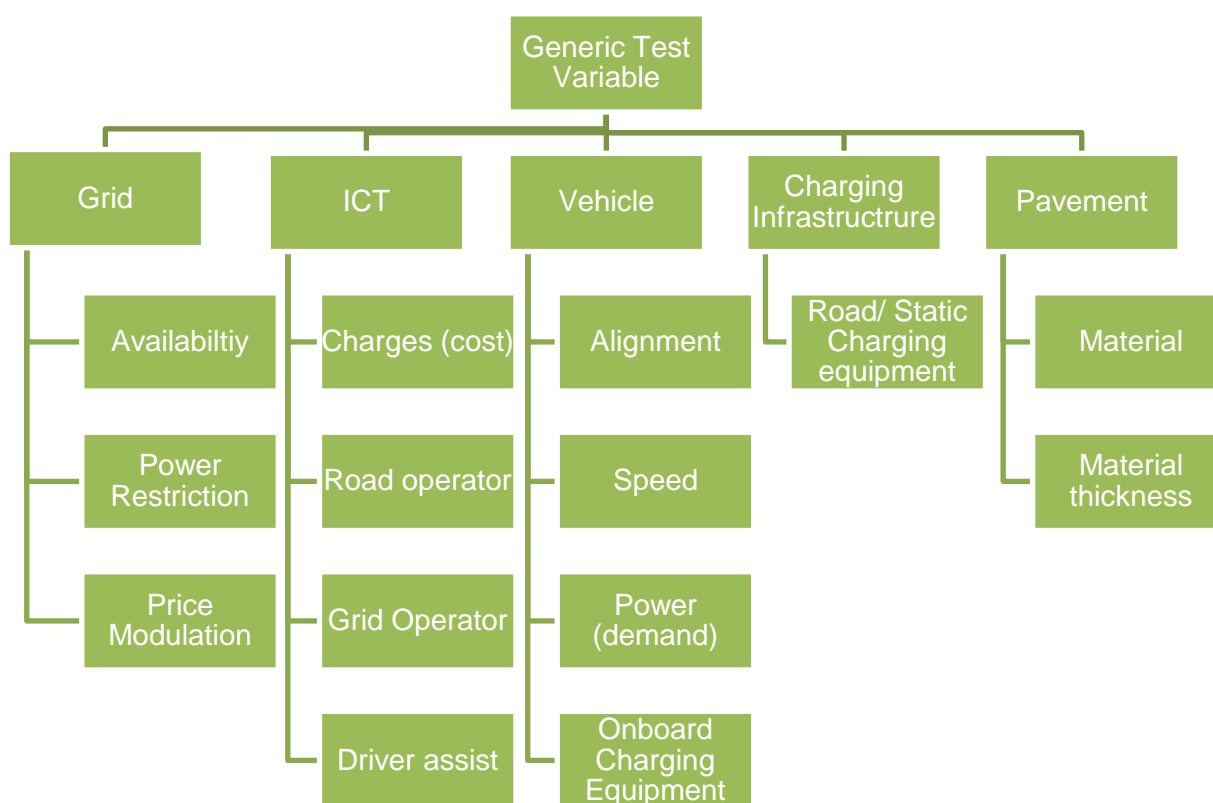 Generic Test
Variable
Grid
ICT
Vehicle
Charging
Infrastructrure
Pavement
Availabiltiy
Charges (cost)
Alignment
Road/ Static
Charging
equipment
Material
Power
Restriction
Road operator
Speed
Material
thickness
Price
Modulation
Grid Operator
Power
(demand)
Driver assist
Onboard
Charging
Equipment